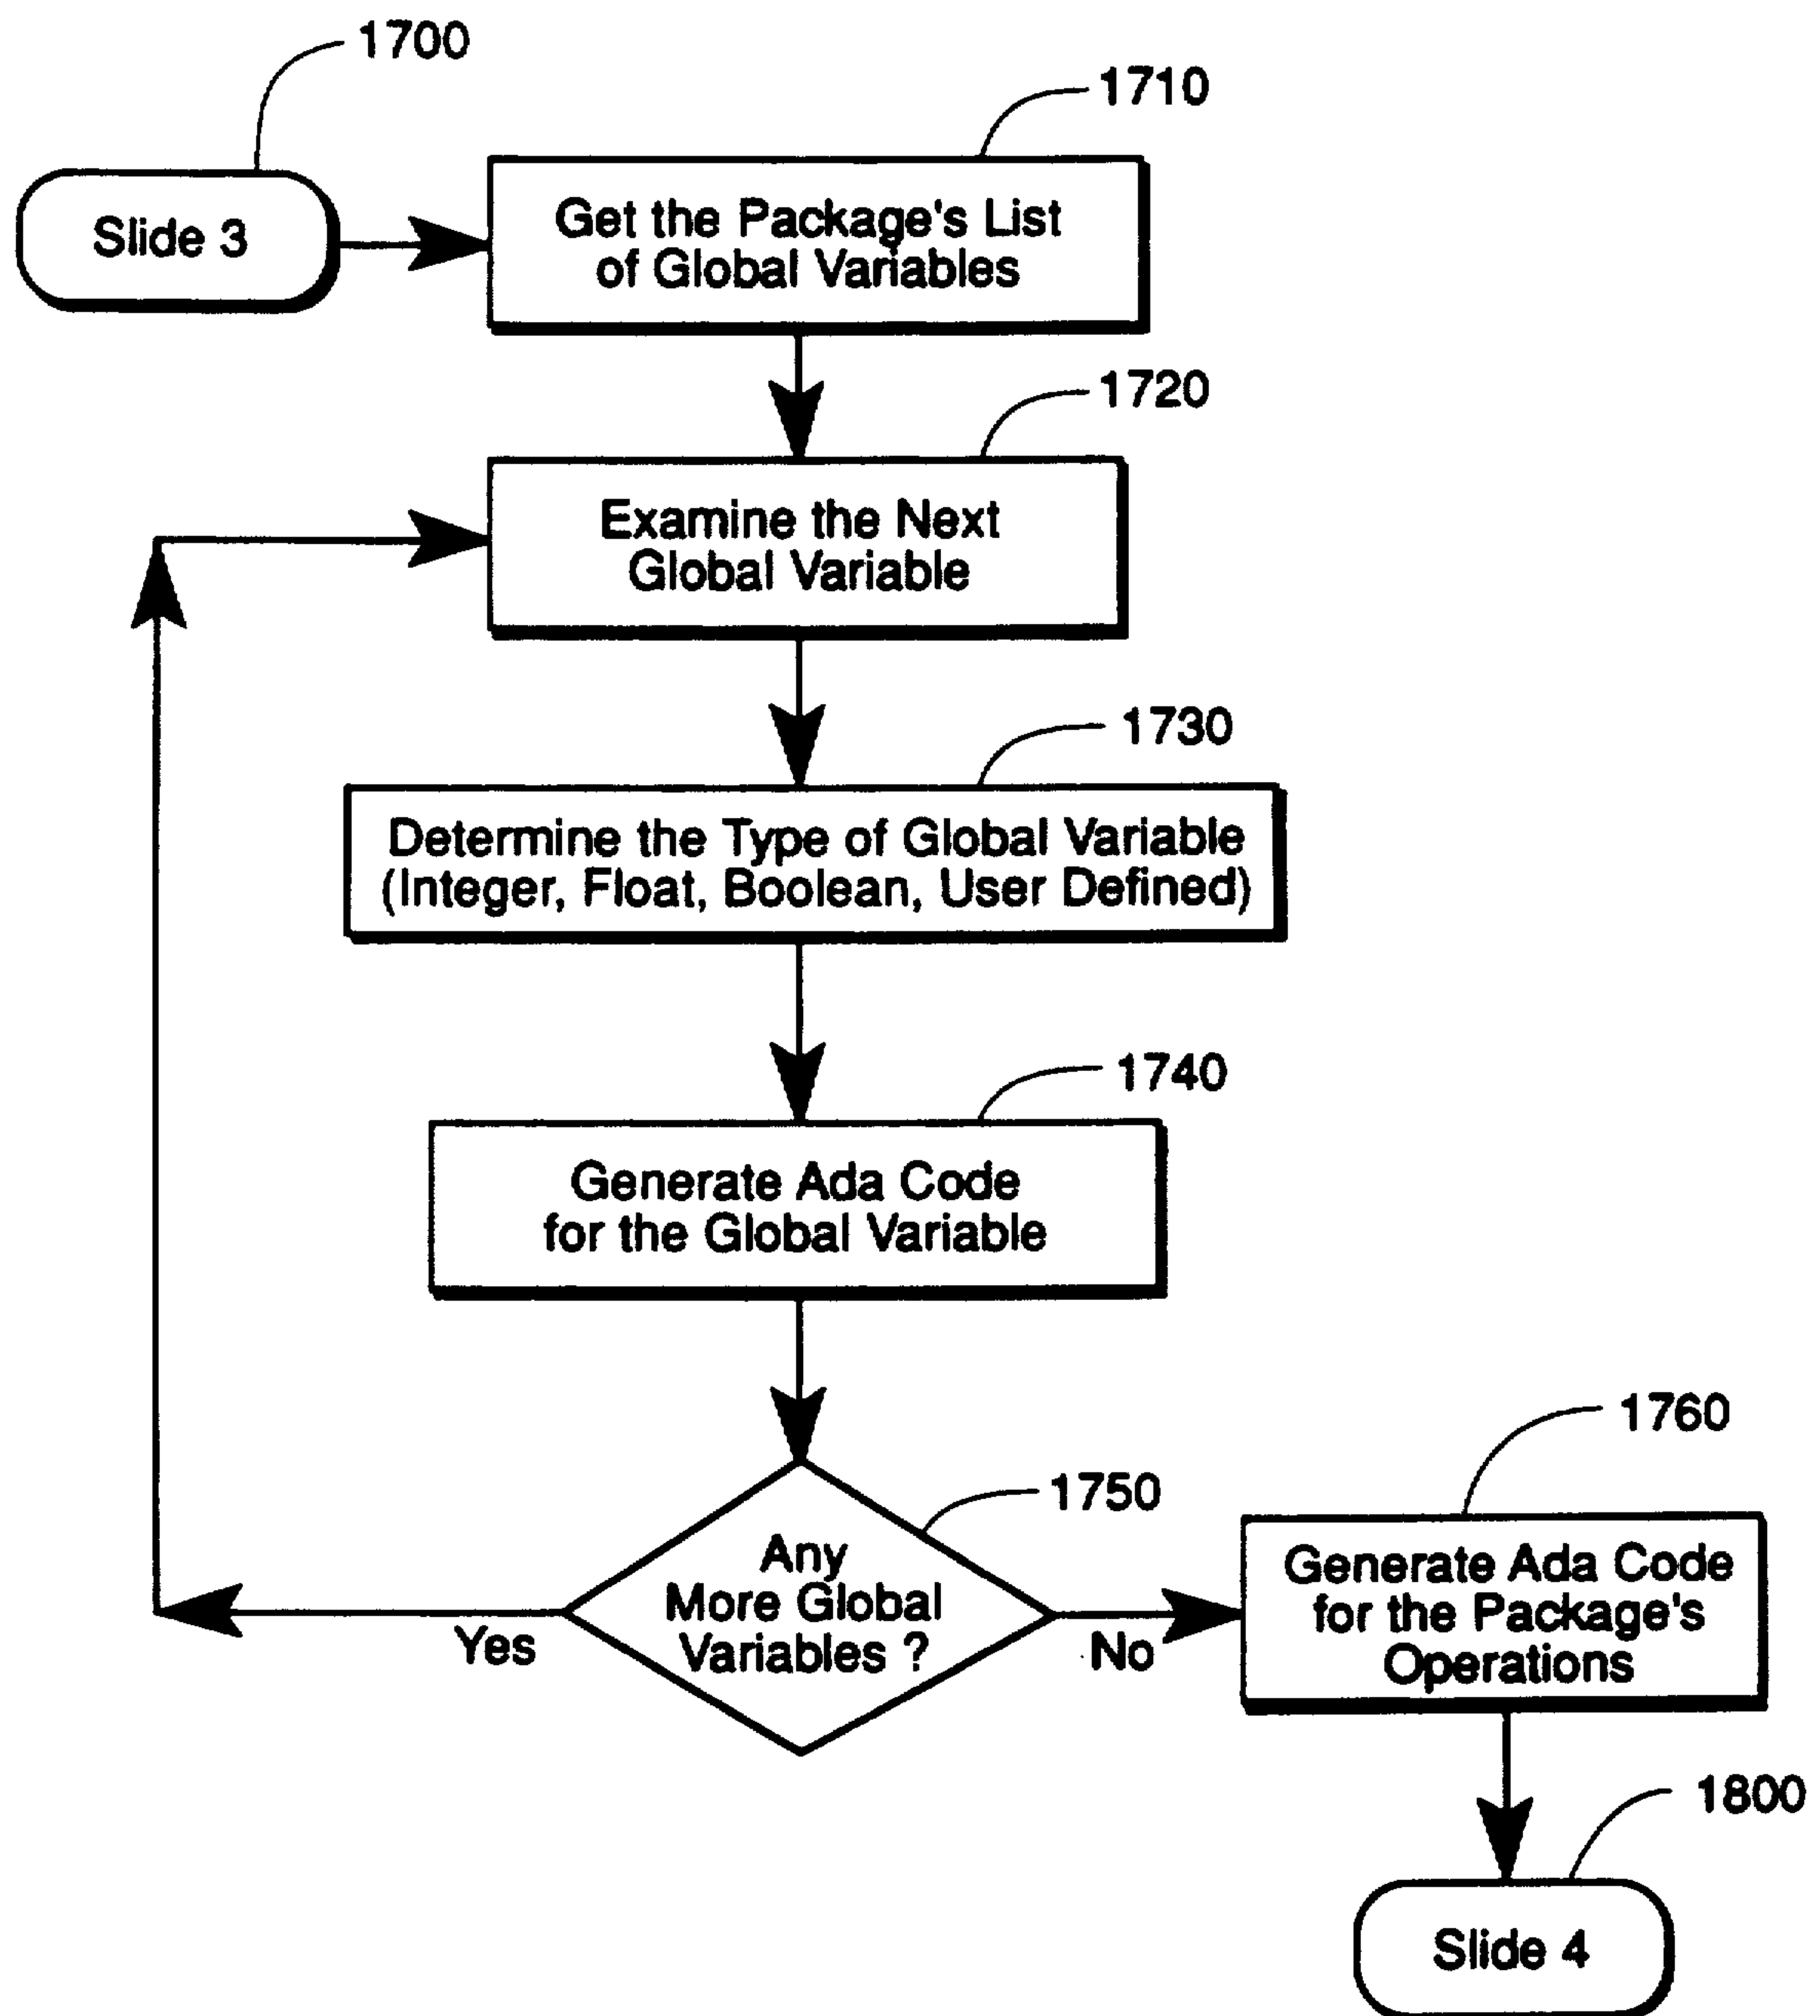 1700
1710
Slide 3
Get the Package's List
of Global Variables
1720
Examine the Next
Global Variable
1730
Determine the Type of Global Variable
(Integer, Float, Boolean, User Defined)
1740
Generate Ada Code
for the Global Variable
1750
Any
More Global
Variables ?
Yes
No
1760
Generate Ada Code
for the Package's
Operations
1800
Slide 4